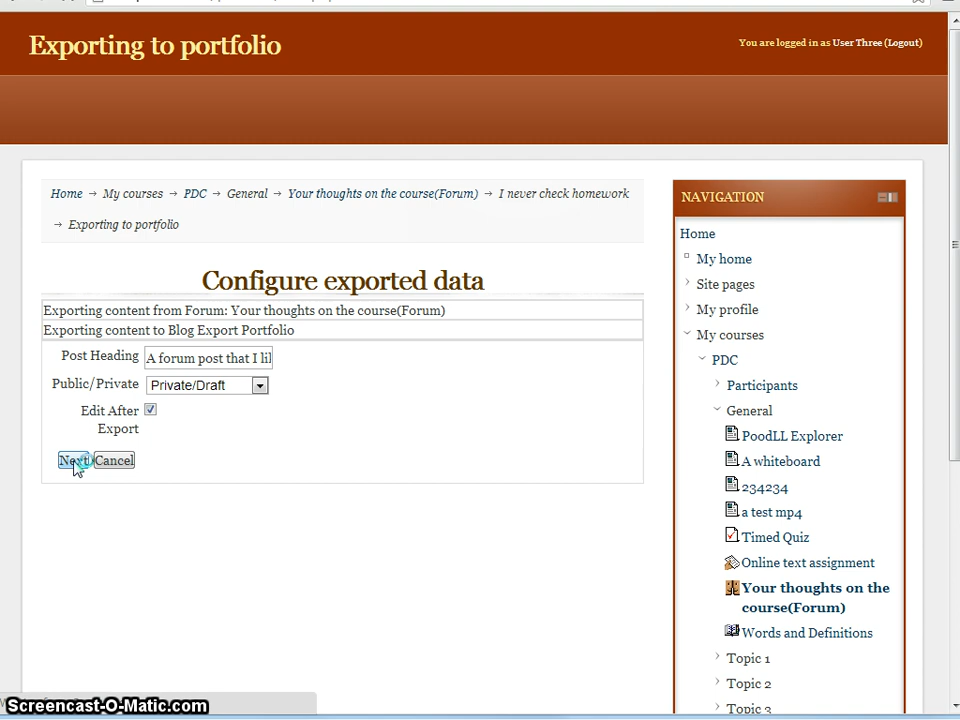 Exporting to portfolio
You are logged in as User Three (Logout)
Home → My courses → PDC → General → Your thoughts on the course(Forum) → I never check homework
→ Exporting to portfolio
Configure exported data
Exporting content from Forum: Your thoughts on the course(Forum)
Exporting content to Blog Export Portfolio
Post Heading A forum post that I li
Public/Private Private/Draft
Edit After
Export
Next Cancel
NAVIGATION
Home
My home
Site pages
My profile
My courses
PDC
Participants
General
PoodLL Explorer
A whiteboard
234234
a test mp4
Timed Quiz
Online text assignment
Your thoughts on the
course(Forum)
Words and Definitions
Topic 1
Topic 2
Topic 3
Screencast-O-Matic.com